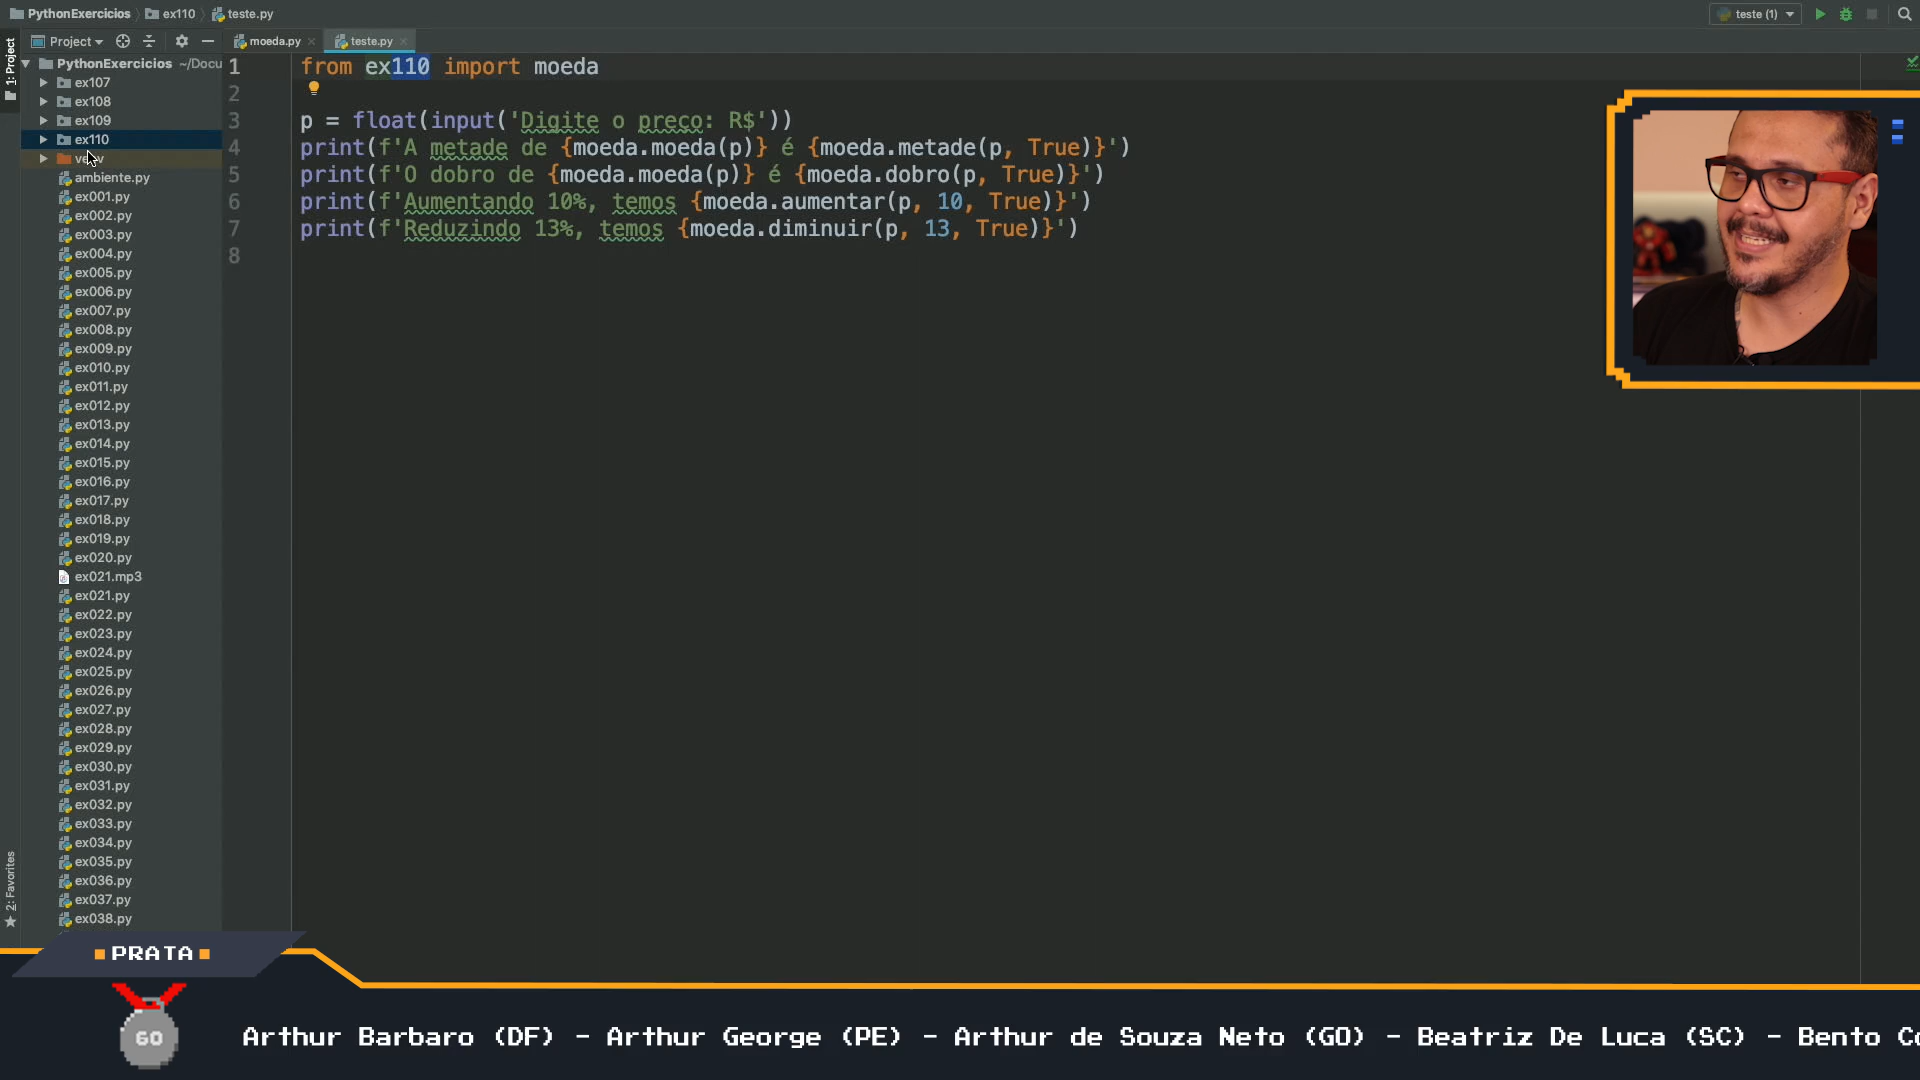 PythonExercicios
ex110
teste.py
teste (1)
1: Project
Project
moeda.py
teste.py
PythonExercicios ~/Docu
ex107
ex108
ex109
ex110
ambiente.py
ex001.py
ex002.py
ex003.py
ex004.py
ex005.py
ex006.py
ex007.py
ex008.py
ex009.py
ex010.py
ex011.py
ex012.py
ex013.py
ex014.py
ex015.py
ex016.py
ex017.py
ex018.py
ex019.py
ex020.py
ex021.mp3
ex021.py
ex022.py
ex023.py
ex024.py
ex025.py
ex026.py
ex027.py
ex028.py
ex029.py
ex030.py
ex031.py
ex032.py
ex033.py
ex034.py
ex035.py
ex036.py
ex037.py
ex038.py
2: Favorites
1 from ex110 import moeda
2
3 p = float(input('Digite o preço: R$'))
4 print(f'A metade de {moeda.moeda(p)} é {moeda.metade(p, True)}')
5 print(f'O dobro de {moeda.moeda(p)} é {moeda.dobro(p, True)}')
6 print(f'Aumentando 10%, temos {moeda.aumentar(p, 10, True)}')
7 print(f'Reduzindo 13%, temos {moeda.diminuir(p, 13, True)}')
8
PRATA
60
Arthur Barbaro (DF) - Arthur George (PE) - Arthur de Souza Neto (GO) - Beatriz De Luca (SC) - Bento Co